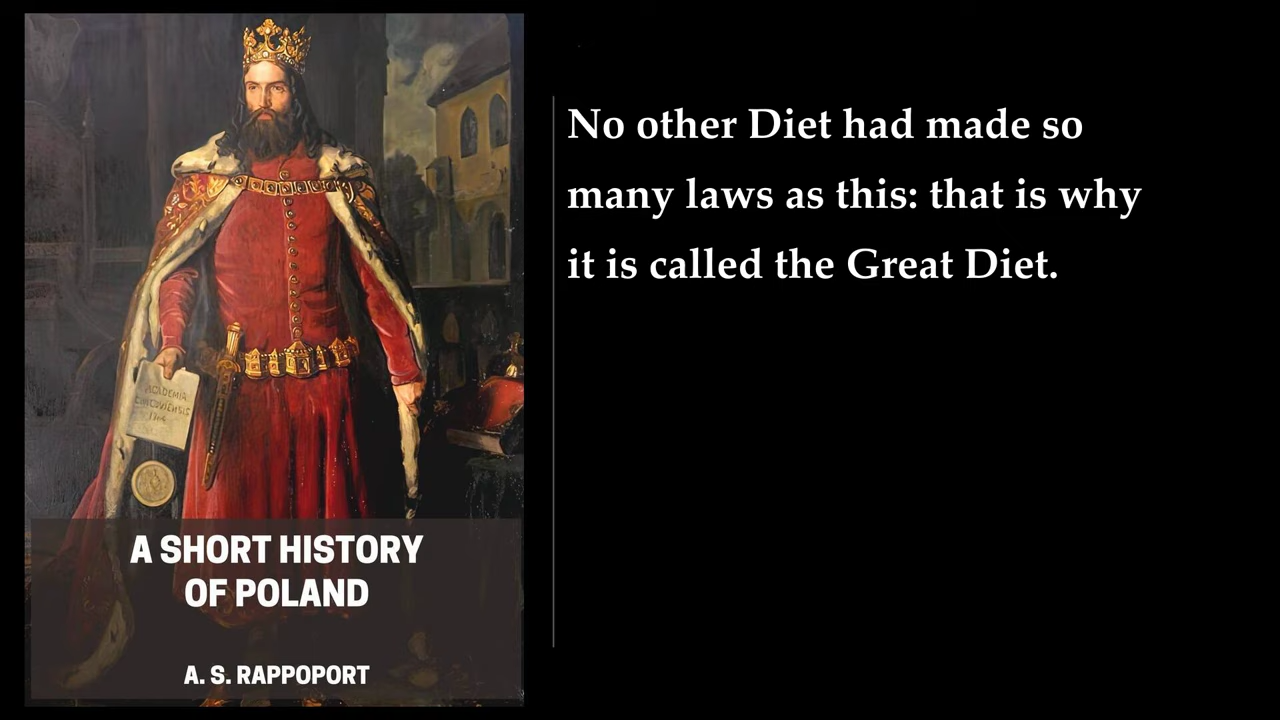 No other Diet had made so
many laws as this: that is why
it is called the Great Diet.
ACADEMIA
A SHORT HISTORY
OF POLAND
A. S. RAPPOPORT